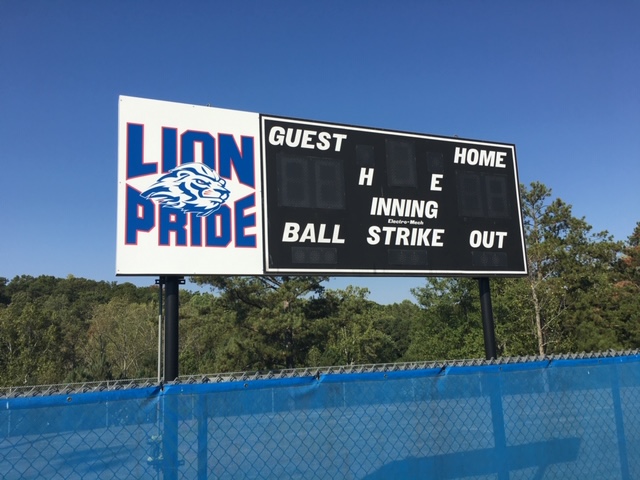 LION
PRIDE
GUEST HOME
H E
INNING
Electro-Mech
BALL STRIKE OUT